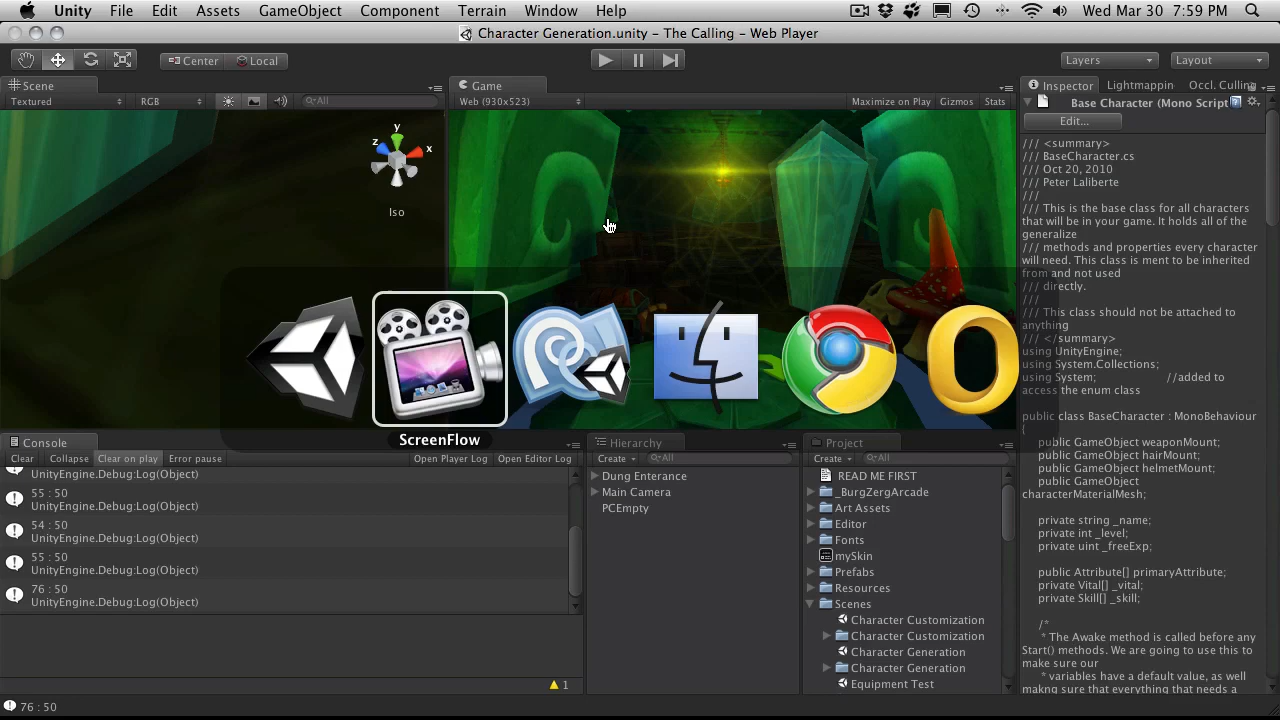 Unity File Edit Assets GameObject Component Terrain Window Help Wed Mar 30 7:59 PM
Character Generation.unity - The Calling - Web Player
Center Local Layers Layout
Scene
Textured RGB All
y
z x
Iso
Game
Web (930x523) Maximize on Play Gizmos Stats
ScreenFlow
Console
Clear Collapse Clear on play Error pause Open Player Log Open Editor Log
UnityEngine.Debug:Log(Object)
55 : 50
UnityEngine.Debug:Log(Object)
54 : 50
UnityEngine.Debug:Log(Object)
55 : 50
UnityEngine.Debug:Log(Object)
76 : 50
UnityEngine.Debug:Log(Object)
1
76 : 50
Hierarchy
Create All
Dung Enterance
Main Camera
PCEmpty
Project
Create All
READ ME FIRST
_BurgZergArcade
Art Assets
Editor
Fonts
mySkin
Prefabs
Resources
Scenes
Character Customization
Character Customization
Character Generation
Character Generation
Equipment Test
Inspector Lightmappin Occl. Culling
Base Character (Mono Script
Edit...
/// <summary>
/// BaseCharacter.cs
/// Oct 20, 2010
/// Peter Laliberte
///
/// This is the base class for all characters
that will be in your game. It holds all of the
generalize
/// methods and properties every character
will need. This class is ment to be inherited
from and not used
/// directly.
///
/// This class should not be attached to
anything
/// </summary>
using UnityEngine;
using System.Collections;
using System; //added to
access the enum class
public class BaseCharacter : MonoBehaviour
{
public GameObject weaponMount;
public GameObject hairMount;
public GameObject helmetMount;
public GameObject
characterMaterialMesh;
private string _name;
private int _level;
private uint _freeExp;
public Attribute[] primaryAttribute;
private Vital[] _vital;
private Skill[] _skill;
/*
* The Awake method is called before any
Start() methods. We are going to use this to
make sure our
* variables have a default value, as well
makng sure that everything that needs a